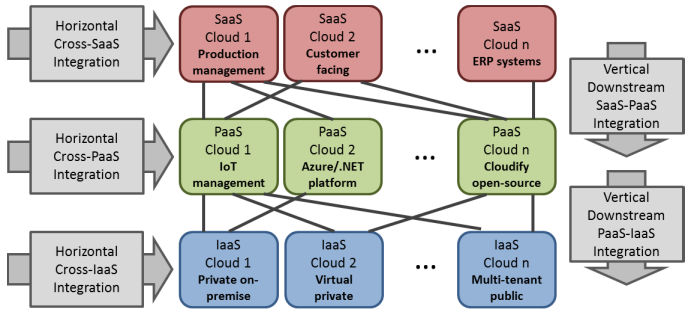 Horizontal
Cross-SaaS
Integration
SaaS
Cloud 1
Production
management
SaaS
Cloud 2
Customer
facing
...
SaaS
Cloud n
ERP systems
Vertical
Downstream
SaaS-PaaS
Integration
Horizontal
Cross-PaaS
Integration
PaaS
Cloud 1
IoT
management
PaaS
Cloud 2
Azure/.NET
platform
...
PaaS
Cloud n
Cloudify
open-source
Vertical
Downstream
PaaS-IaaS
Integration
Horizontal
Cross-IaaS
Integration
IaaS
Cloud 1
Private on-
premise
IaaS
Cloud 2
Virtual
private
...
IaaS
Cloud n
Multi-tenant
public